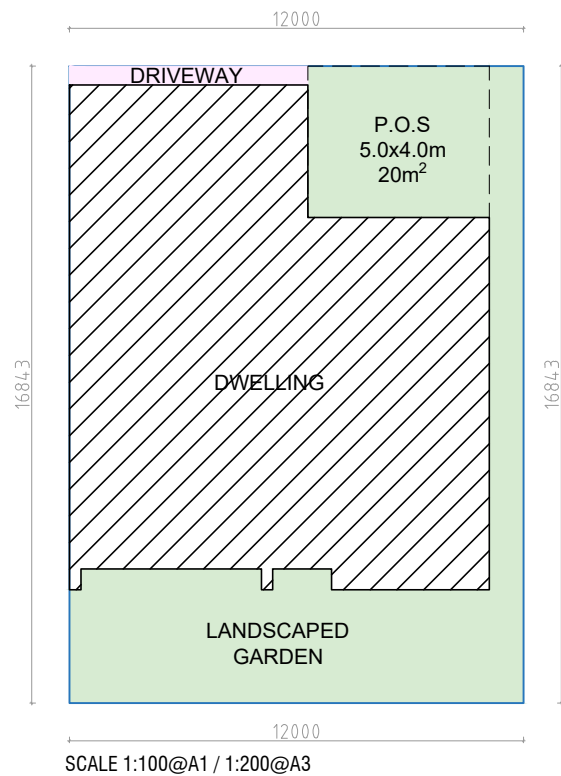 12000
DRIVEWAY
P.O.S
5.0x4.0m
20m²
16843
16843
DWELLING
LANDSCAPED
GARDEN
12000
SCALE 1:100@A1 / 1:200@A3